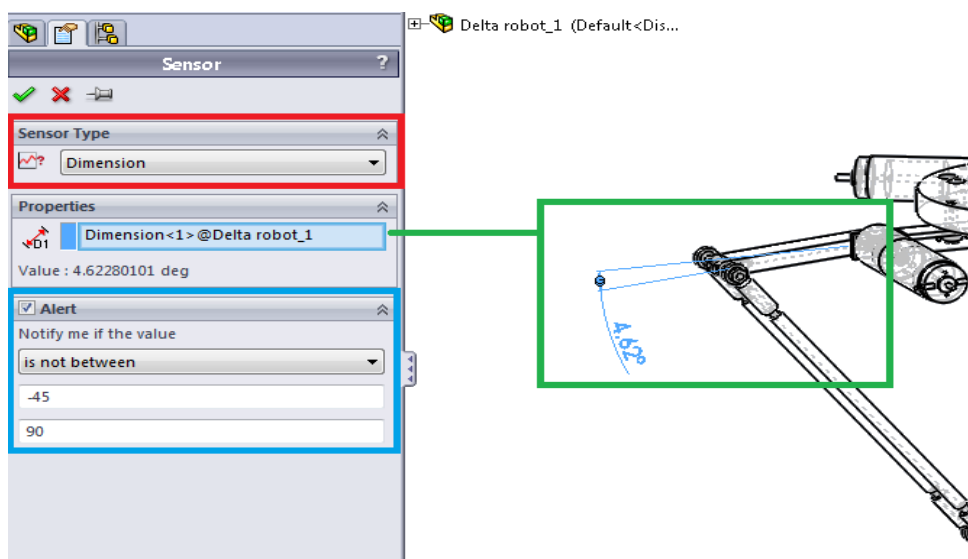 Delta robot_1 (Default<Dis...
Sensor ?
Sensor Type
Dimension
Properties
D1 Dimension<1>@Delta robot_1
Value : 4.62280101 deg
Alert
Notify me if the value
is not between
-45
90
4.62°